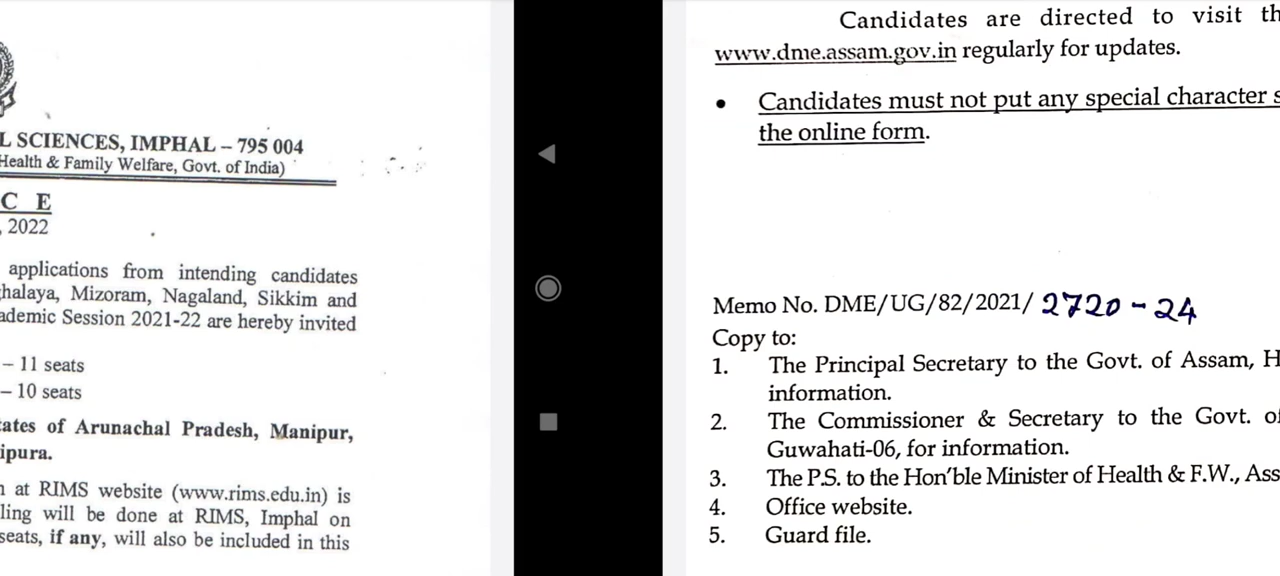 L SCIENCES, IMPHAL – 795 004
Health & Family Welfare, Govt. of India)
C E
, 2022
applications from intending candidates
ghalaya, Mizoram, Nagaland, Sikkim and
ademic Session 2021-22 are hereby invited
– 11 seats
– 10 seats
tates of Arunachal Pradesh, Manipur,
ipura.
n at RIMS website (www.rims.edu.in) is
ling will be done at RIMS, Imphal on
seats, if any, will also be included in this
Candidates are directed to visit th
www.dme.assam.gov.in regularly for updates.
• Candidates must not put any special character s
the online form.
Memo No. DME/UG/82/2021/ 2720-24
Copy to:
1. The Principal Secretary to the Govt. of Assam, H
information.
2. The Commissioner & Secretary to the Govt. of
Guwahati-06, for information.
3. The P.S. to the Hon'ble Minister of Health & F.W., Ass
4. Office website.
5. Guard file.